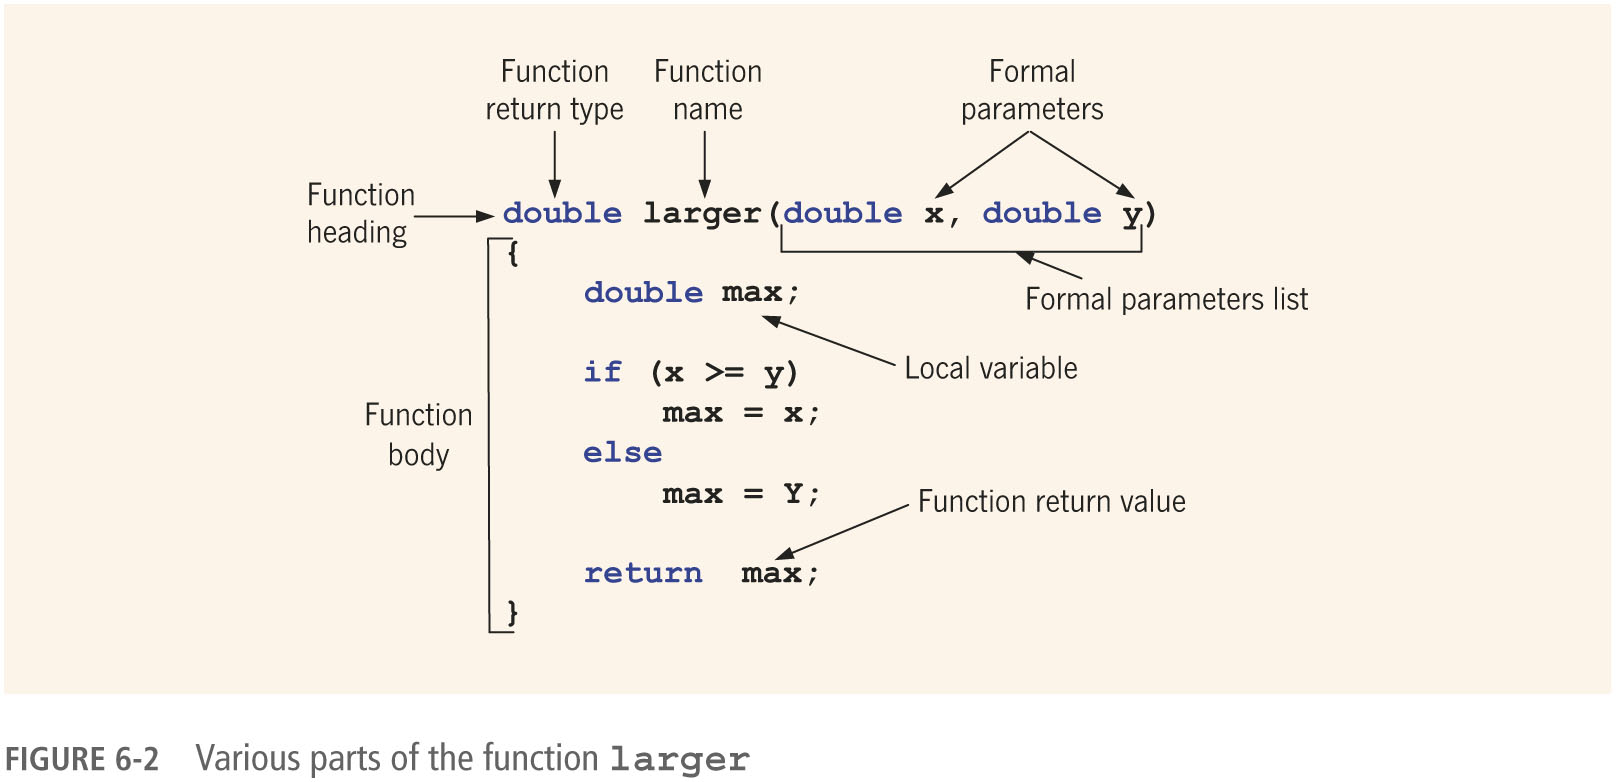 Function return type
Function name
Formal parameters
Function heading
double larger(double x, double y)
{
Formal parameters list
double max;
Local variable
if (x >= y)
max = x;
Function body
else
max = Y;
Function return value
return max;
}
FIGURE 6-2 Various parts of the function larger